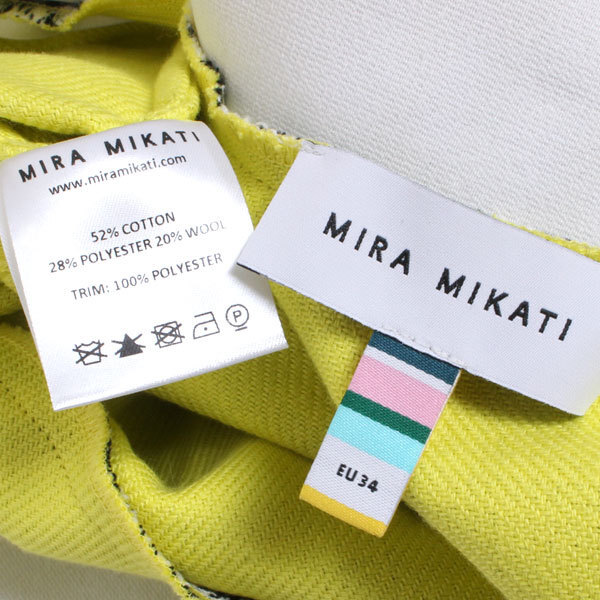 MIRA MIKATI
www.miramikati.com
52% COTTON
28% POLYESTER 20% WOOL
TRIM: 100% POLYESTER
P
MIRA MIKATI
EU 34